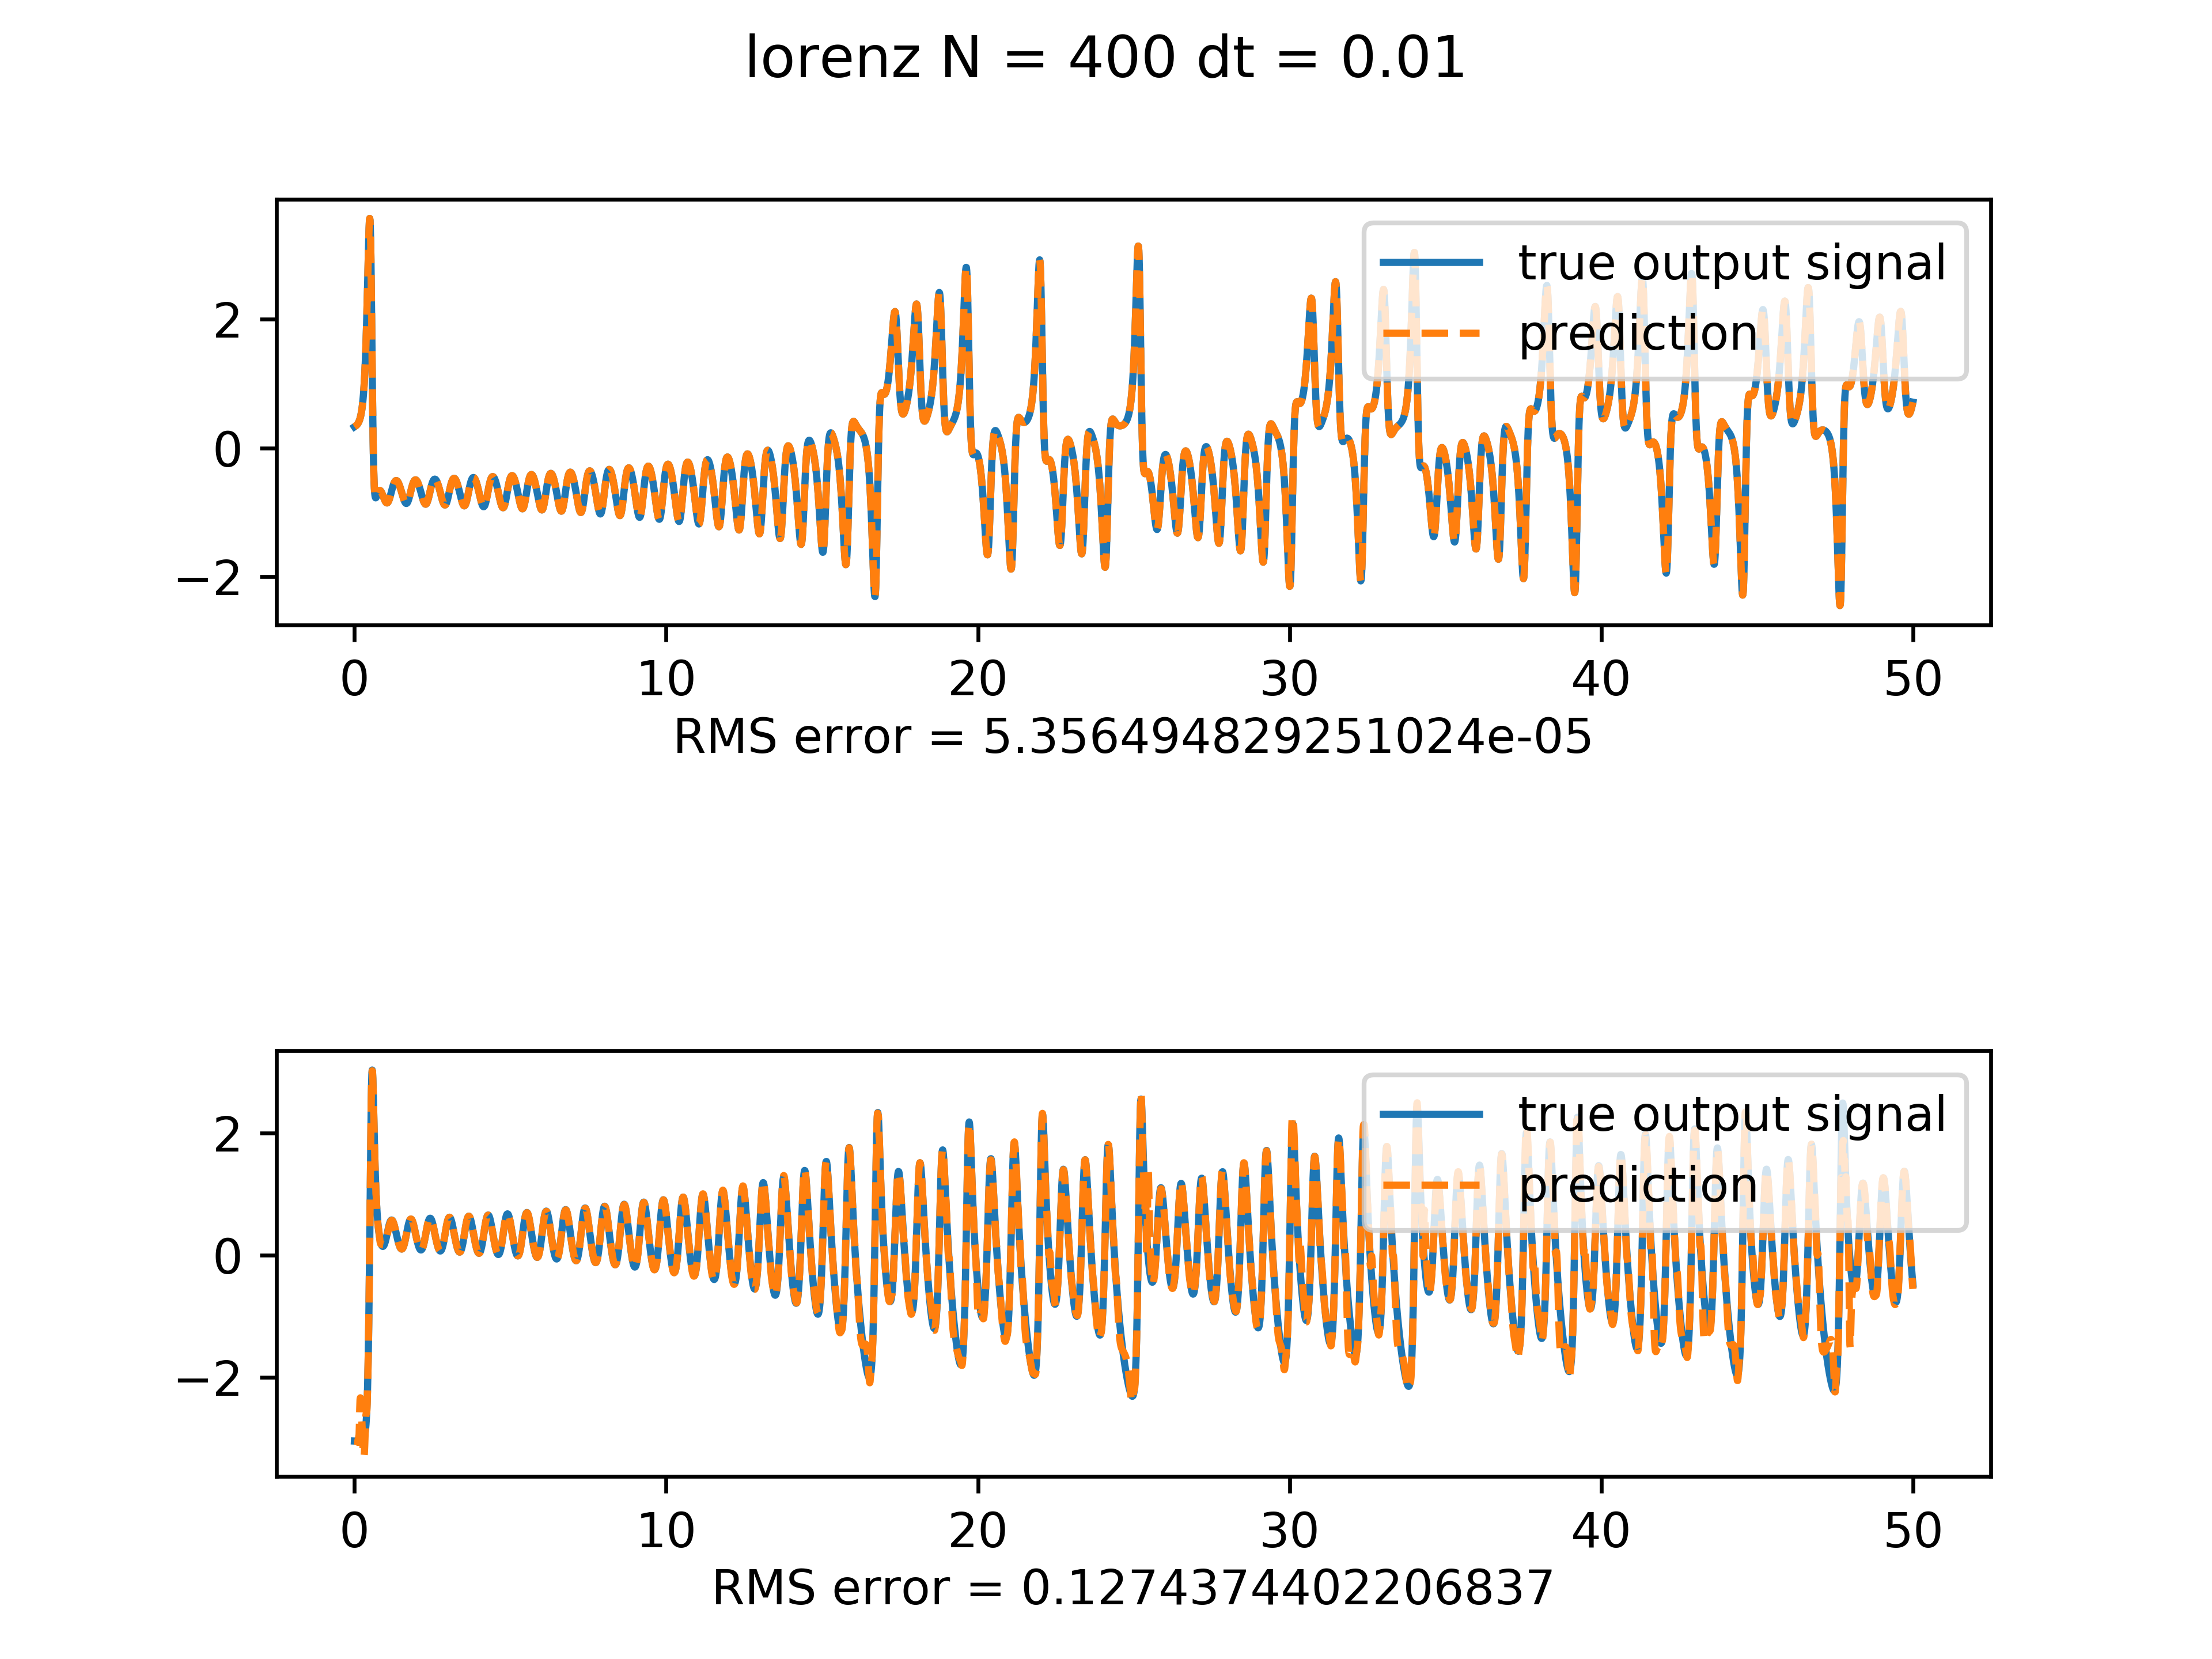 lorenz N = 400 dt = 0.01
true output signal
prediction
2
0
−2
0 10 20 30 40 50
RMS error = 5.356494829251024e-05
true output signal
prediction
2
0
−2
0 10 20 30 40 50
RMS error = 0.12743744022068​37